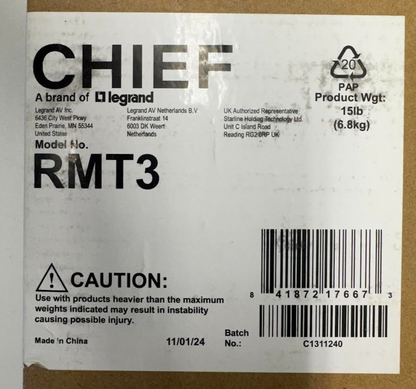 CHIEF
A brand of legrand
Legrand AV Inc.
6436 City West Pkwy
Eden Prairie, MN 55344
United States
Legrand AV Netherlands B.V.
Franklinstraat 14
6003 DK Weert
Netherlands
UK Authorized Representative
Starline Holding Technology Ltd.
Unit C Island Road
Reading RG2 0RP UK
20
PAP
Product Wgt:
15lb
(6.8kg)
Model No.
RMT3
CAUTION:
Use with products heavier than the maximum
weights indicated may result in instability
causing possible injury.
Made in China
11/01/24
8 41872 17667 3
Batch
No.:
C1311240